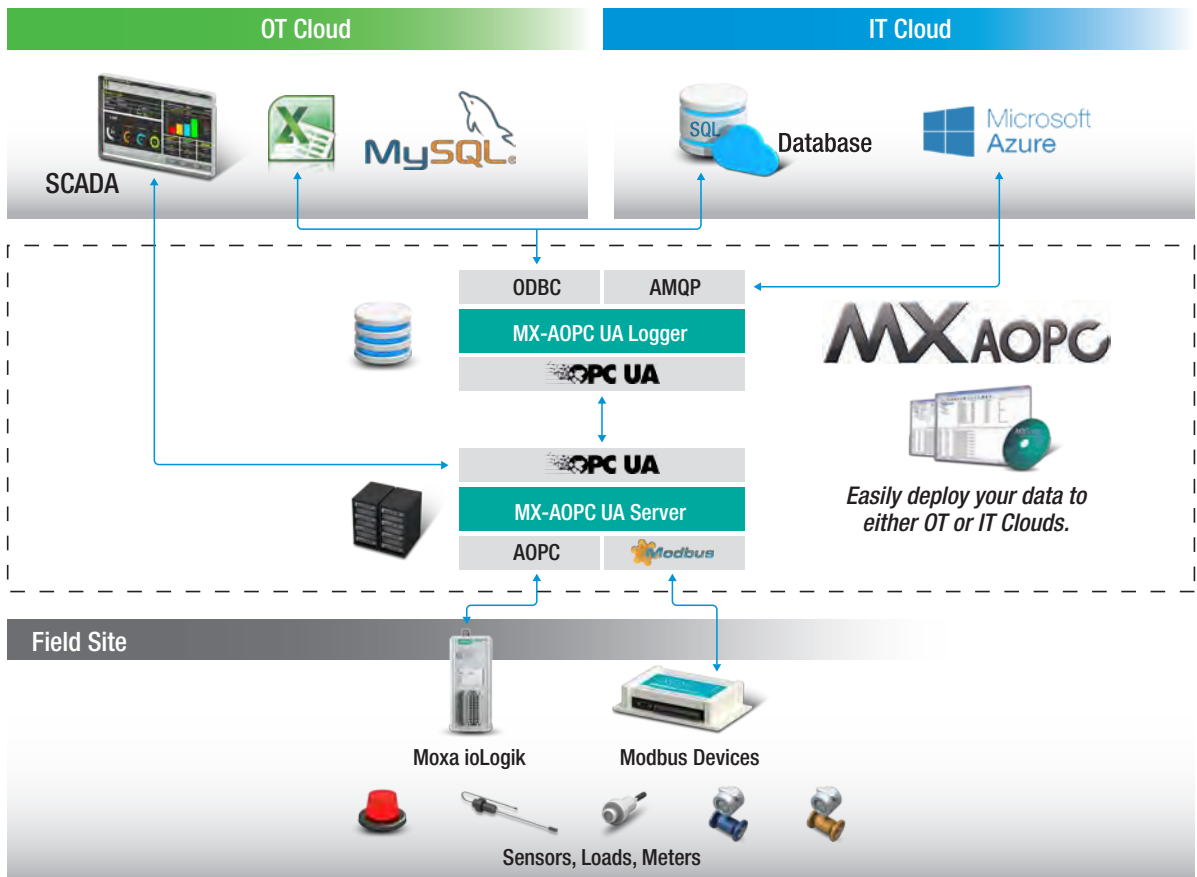 OT Cloud
IT Cloud
SCADA
MySQL
SQL
Database
Microsoft
Azure
ODBC
AMQP
MX-AOPC UA Logger
OPC UA
MXAOPC
OPC UA
MX-AOPC UA Server
AOPC
Modbus
Easily deploy your data to
either OT or IT Clouds.
Field Site
Moxa ioLogik
Modbus Devices
Sensors, Loads, Meters